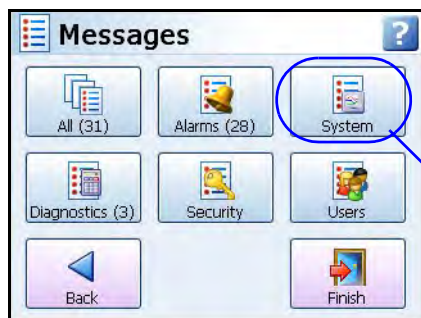 Messages ?
All (31) Alarms (28) System
Diagnostics (3) Security Users
Back Finish